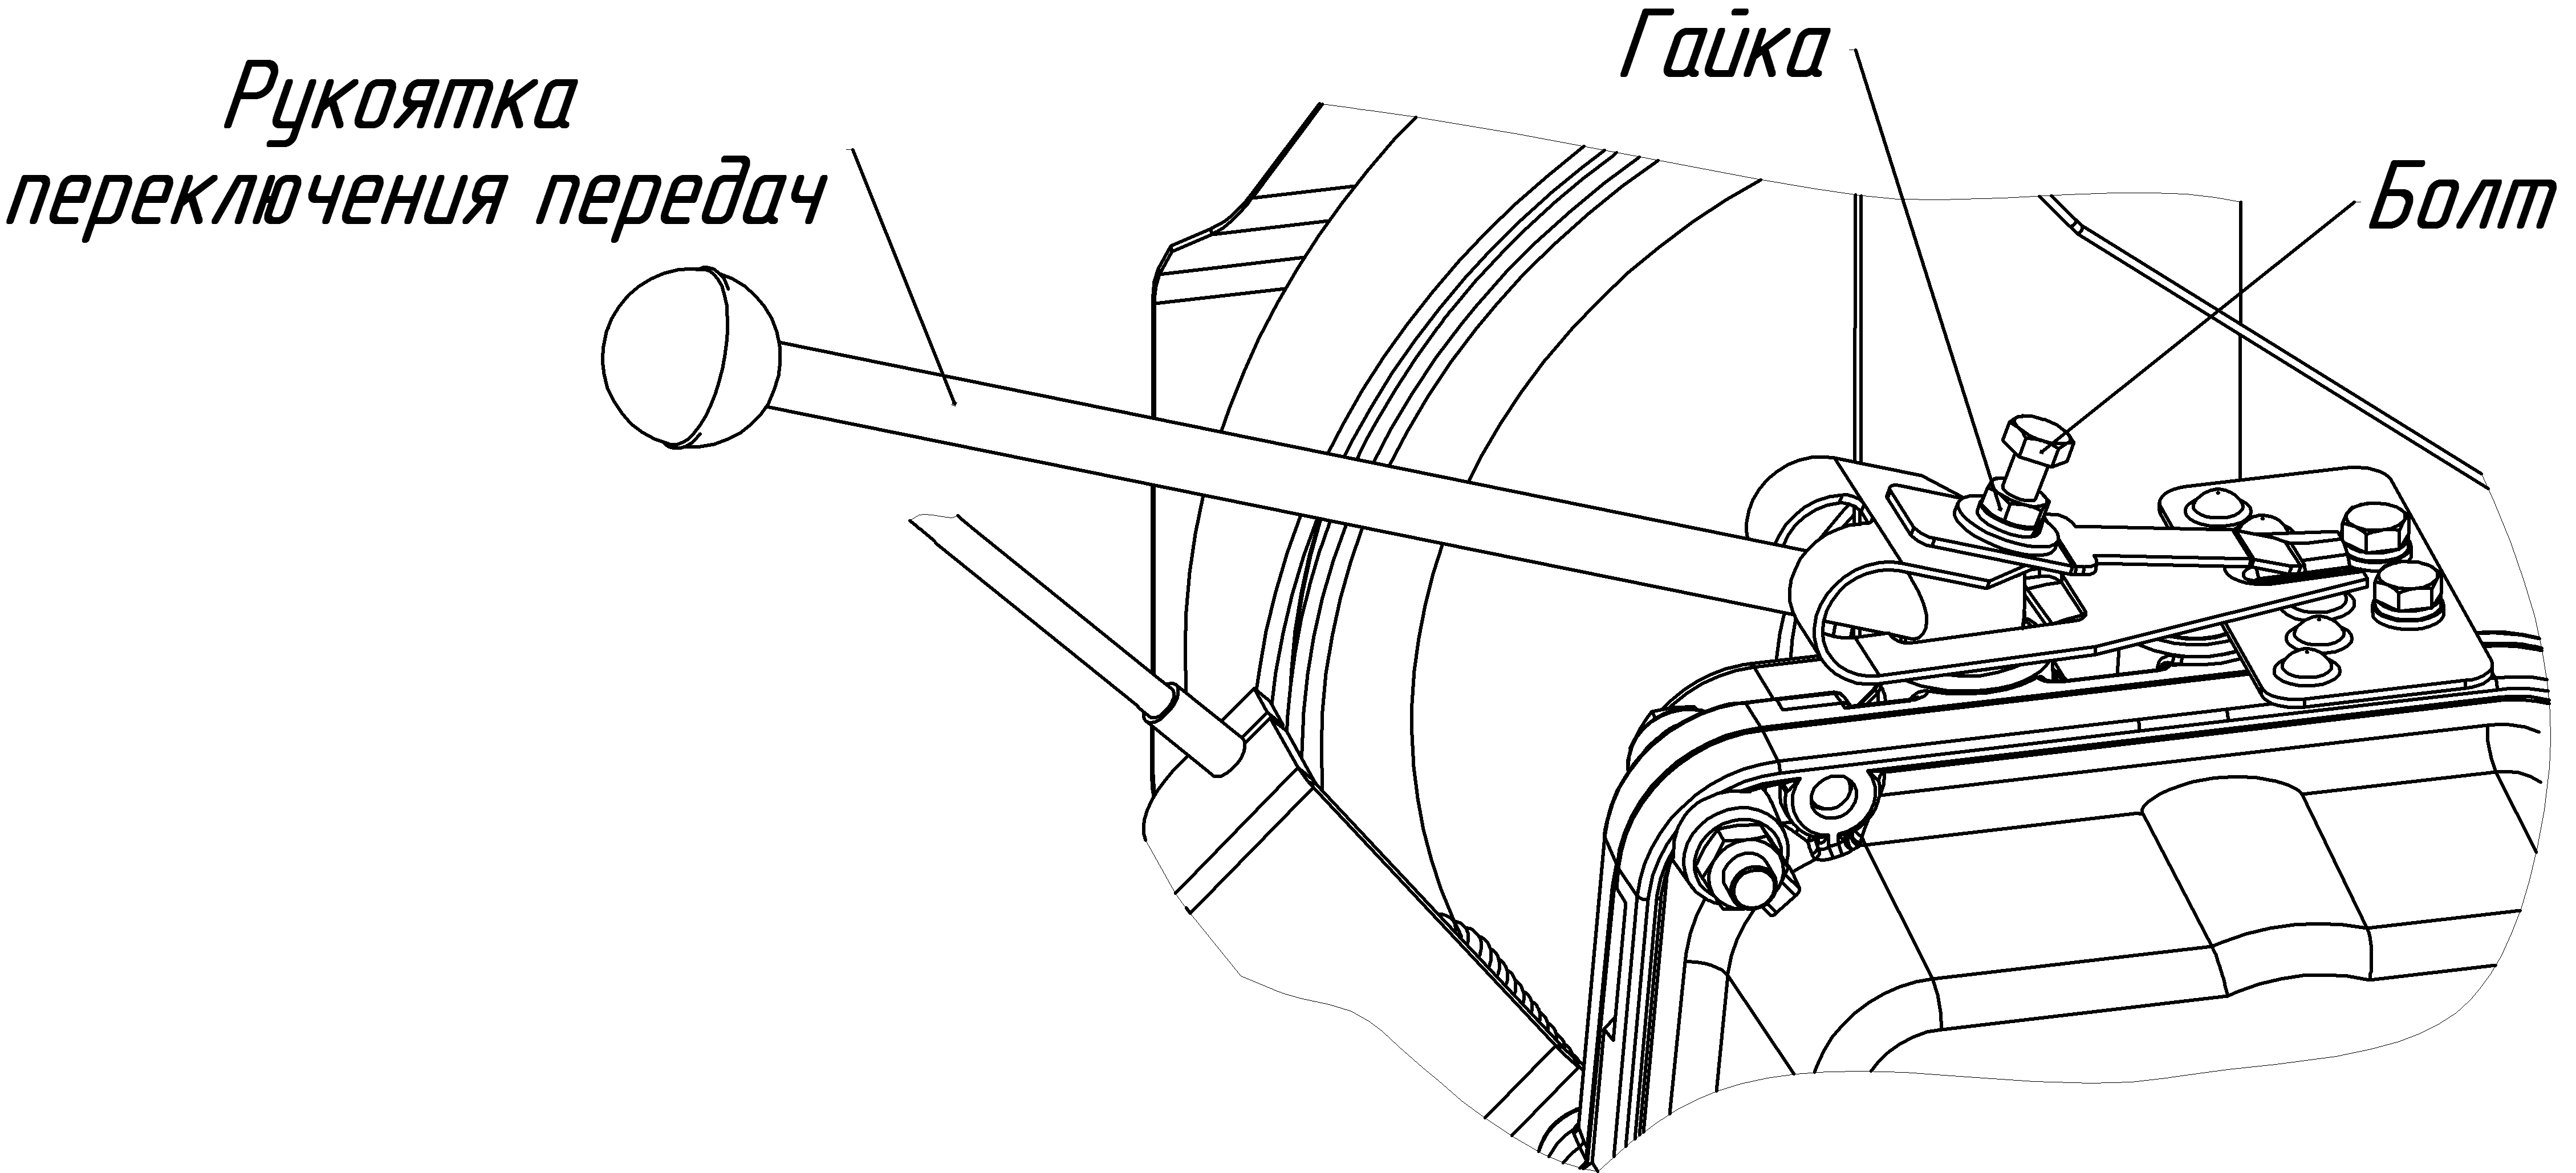 Рукоятка
переключения передач
Гайка
Болт